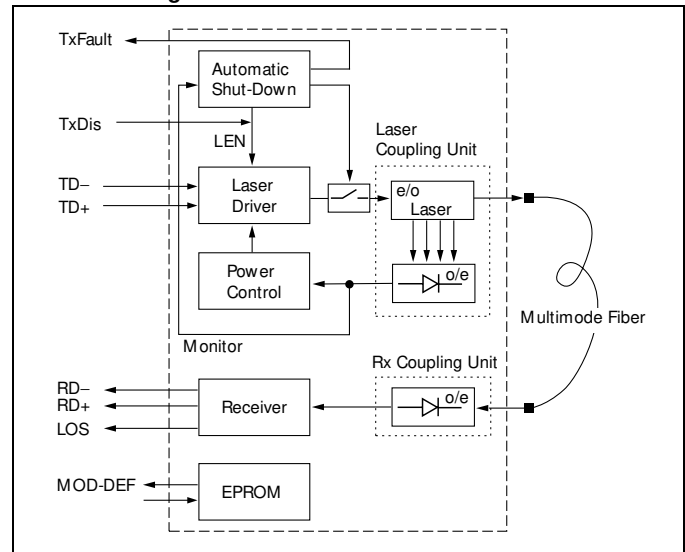 TxFault
Automatic
Shut-Down
TxDis
LEN
Laser
Coupling Unit
TD–
TD+
Laser
Driver
e/o
Laser
Power
Control
o/e
Multimode Fiber
Monitor
Rx Coupling Unit
RD–
RD+
LOS
Receiver
o/e
MOD-DEF
EPROM